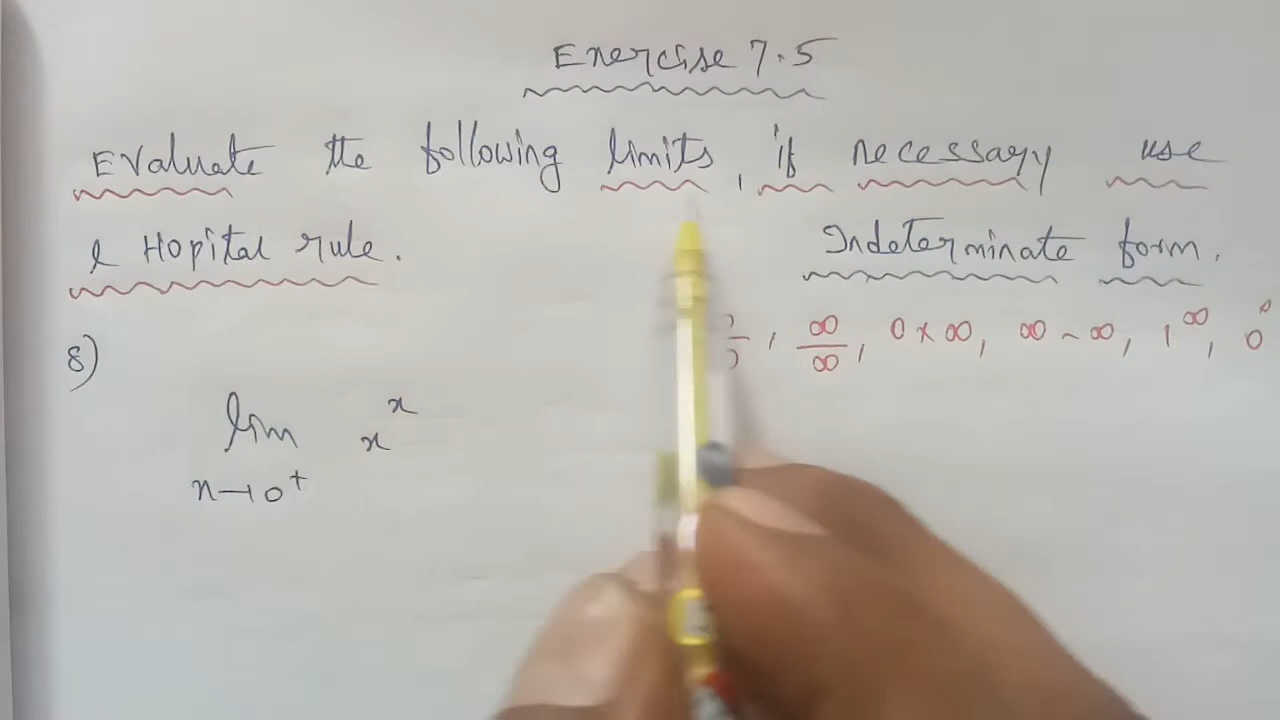 Exercise 7.5
Evaluate the following limits, if necessary use
l Hopital rule.
Indeterminate form.
∞/∞, 0 × ∞, ∞ - ∞, 1^∞, 0^0
8)
lim x→0⁺ x^x